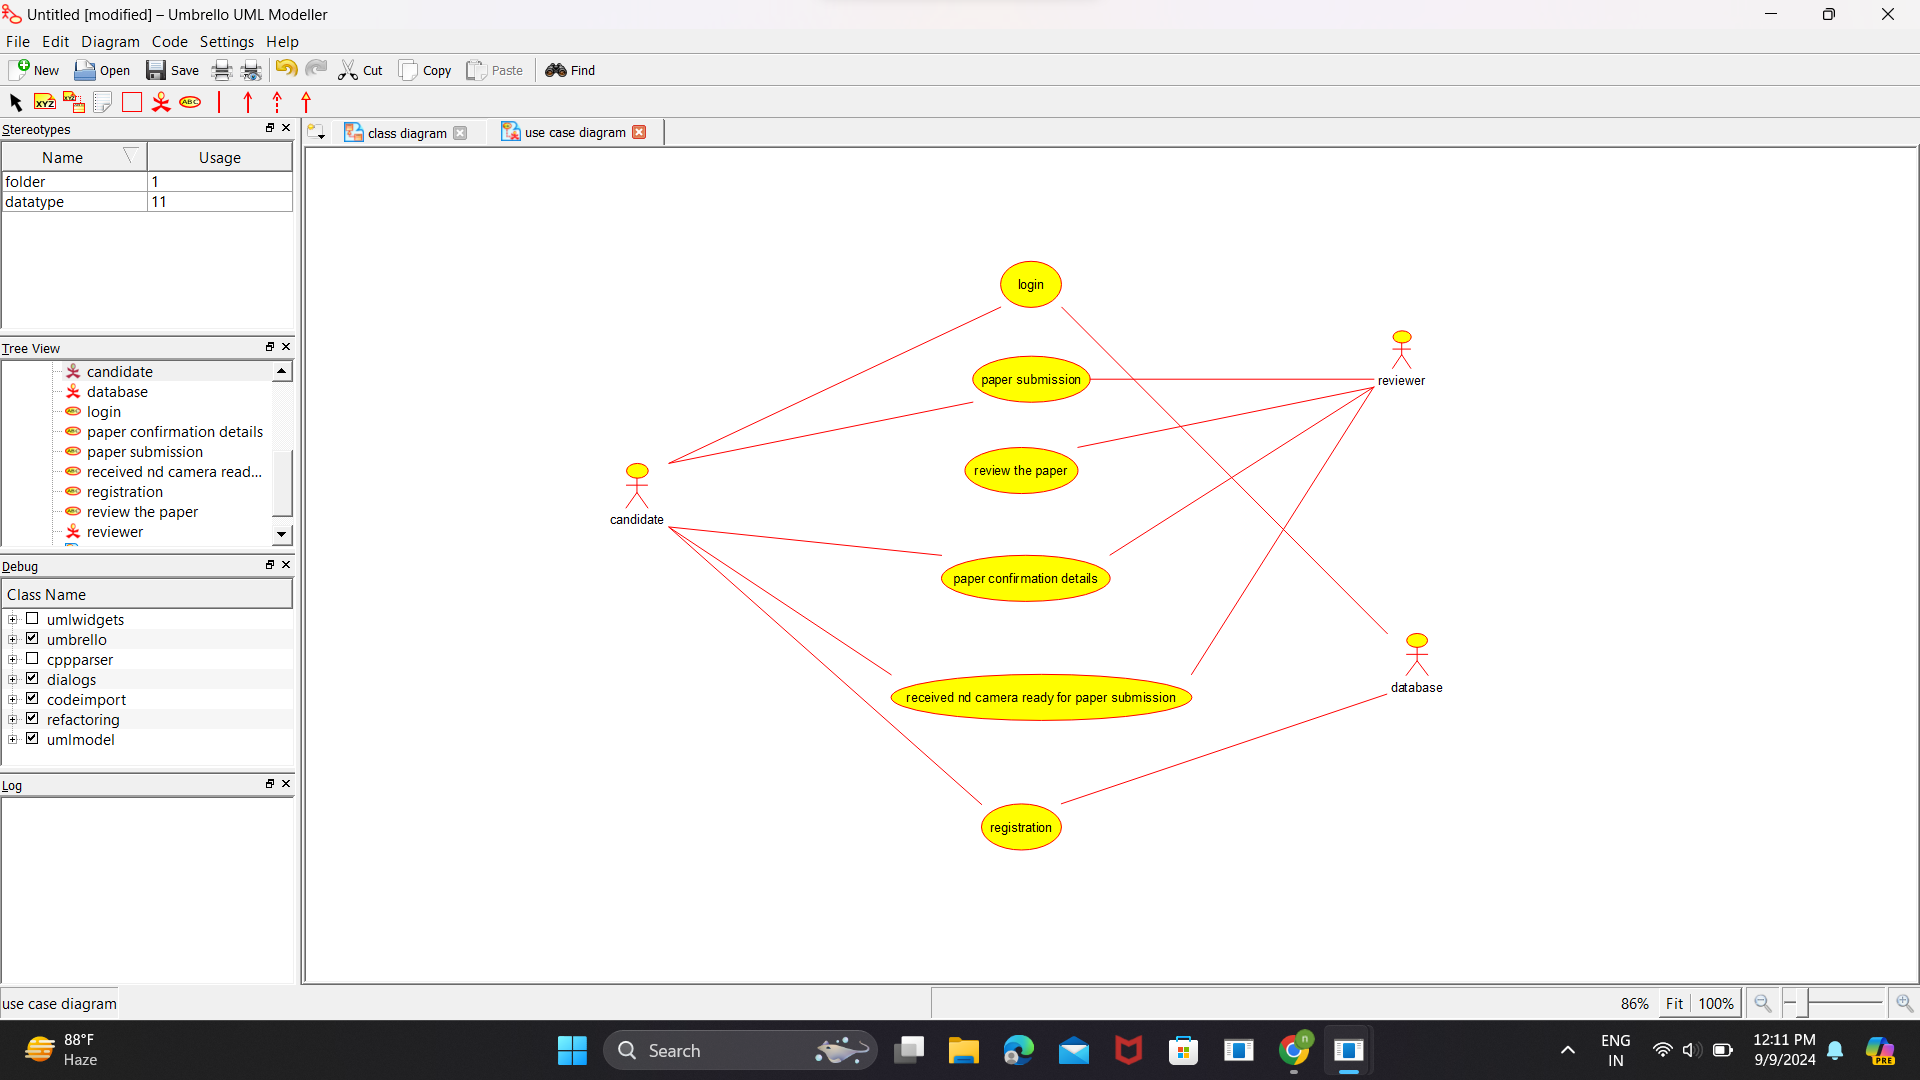 Untitled [modified] – Umbrello UML Modeller
File Edit Diagram Code Settings Help
New Open Save Cut Copy Paste Find
XYZ XYZ ABC
Stereotypes
Name Usage
folder 1
datatype 11
Tree View
candidate
database
login
paper confirmation details
paper submission
received nd camera read...
registration
review the paper
reviewer
Debug
Class Name
umlwidgets
umbrello
cppparser
dialogs
codeimport
refactoring
umlmodel
Log
class diagram use case diagram
login
reviewer
paper submission
review the paper
candidate
paper confirmation details
database
received nd camera ready for paper submission
registration
use case diagram
86% Fit 100%
88°F
Haze
Search
n
ENG
IN
12:11 PM
9/9/2024
PRE